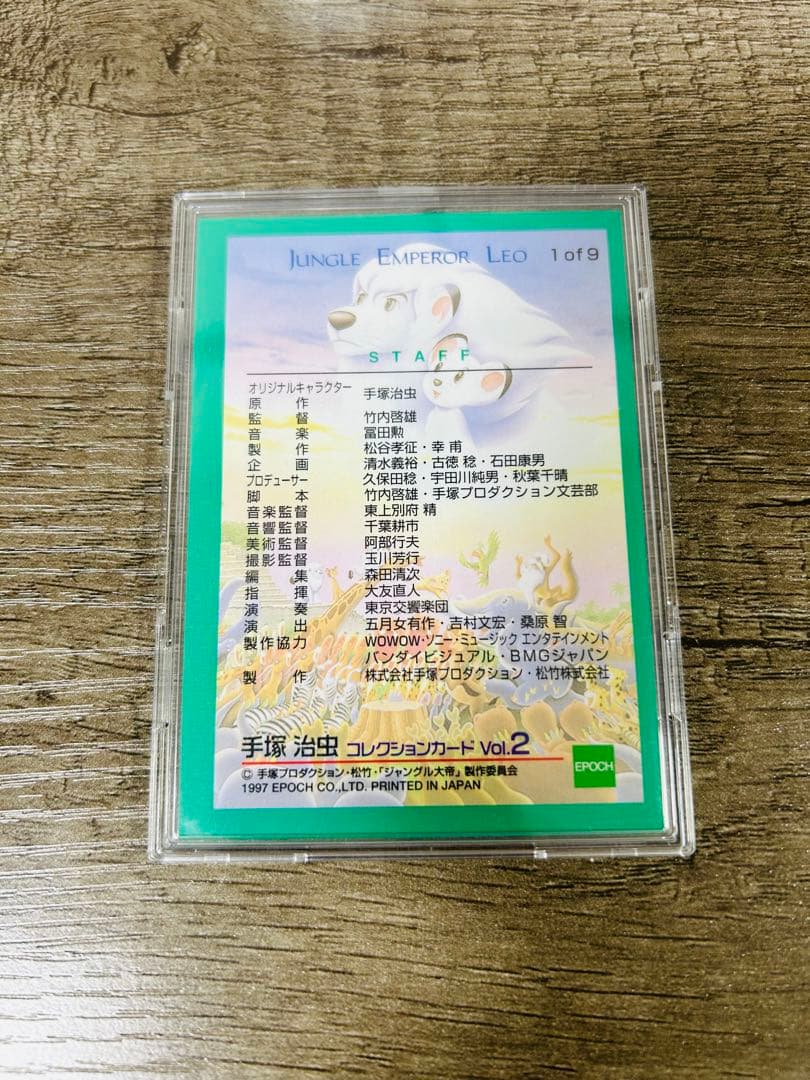 JUNGLE EMPEROR LEO 1 of 9
STAFF
オリジナルキャラクター
原作 手塚治虫
監督 竹内啓雄
音楽 冨田勲
製作 松谷孝征・幸甫
企画 清水義裕・古徳 稔・石田康男
プロデューサー 久保田稔・宇田川純男・秋葉千晴
脚本 竹内啓雄・手塚プロダクション文芸部
音楽監督 東上別府 精
音響監督 千葉耕市
美術監督 阿部行夫
撮影監督 玉川芳行
編集 森田清次
指揮 大友直人
演奏 東京交響楽団
演出 五月女有作・吉村文宏・桑原 智
製作協力 WOWOW・ソニー・ミュージック エンタテインメント
バンダイビジュアル・BMGジャパン
製作 株式会社手塚プロダクション・松竹株式会社
手塚 治虫 コレクションカード Vol.2
© 手塚プロダクション・松竹・「ジャングル大帝」製作委員会
1997 EPOCH CO.,LTD. PRINTED IN JAPAN
EPOCH